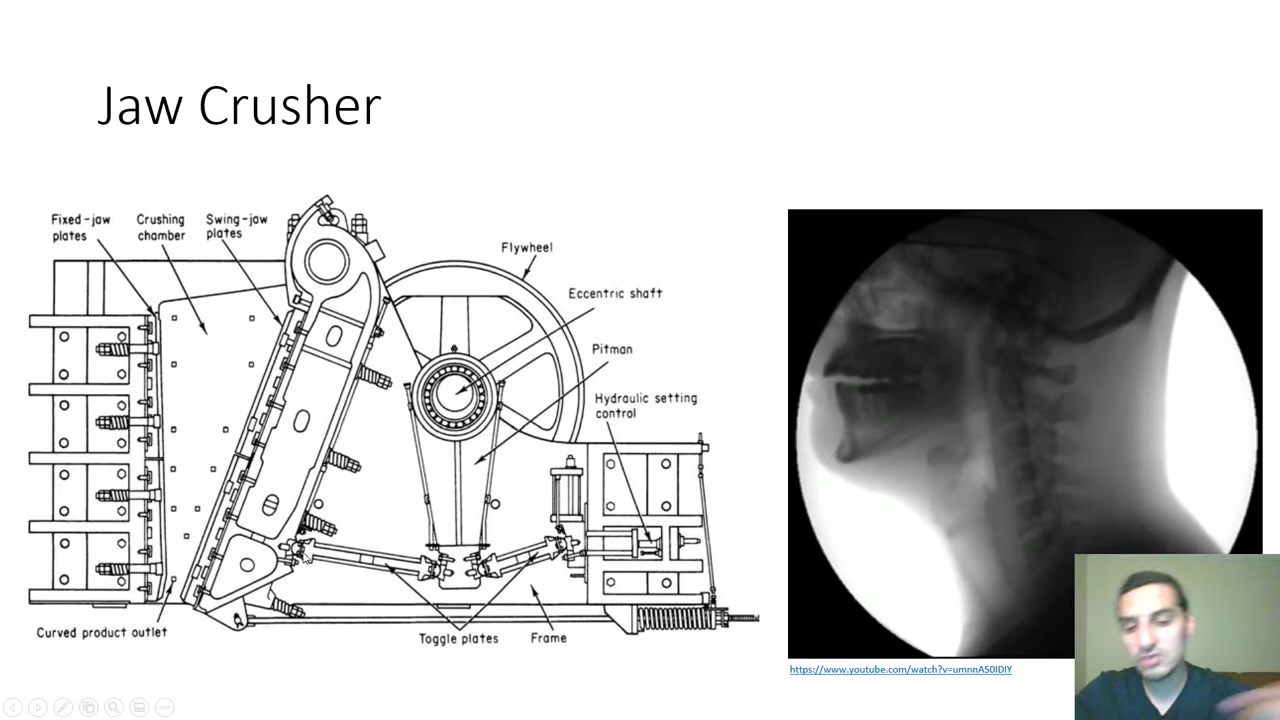 Jaw Crusher
Fixed-jaw
plates
Crushing
chamber
Swing-jaw
plates
Flywheel
Eccentric shaft
Pitman
Hydraulic setting
control
Curved product outlet
Toggle plates
Frame
https://www.youtube.com/watch?v=umnnA50IDIY